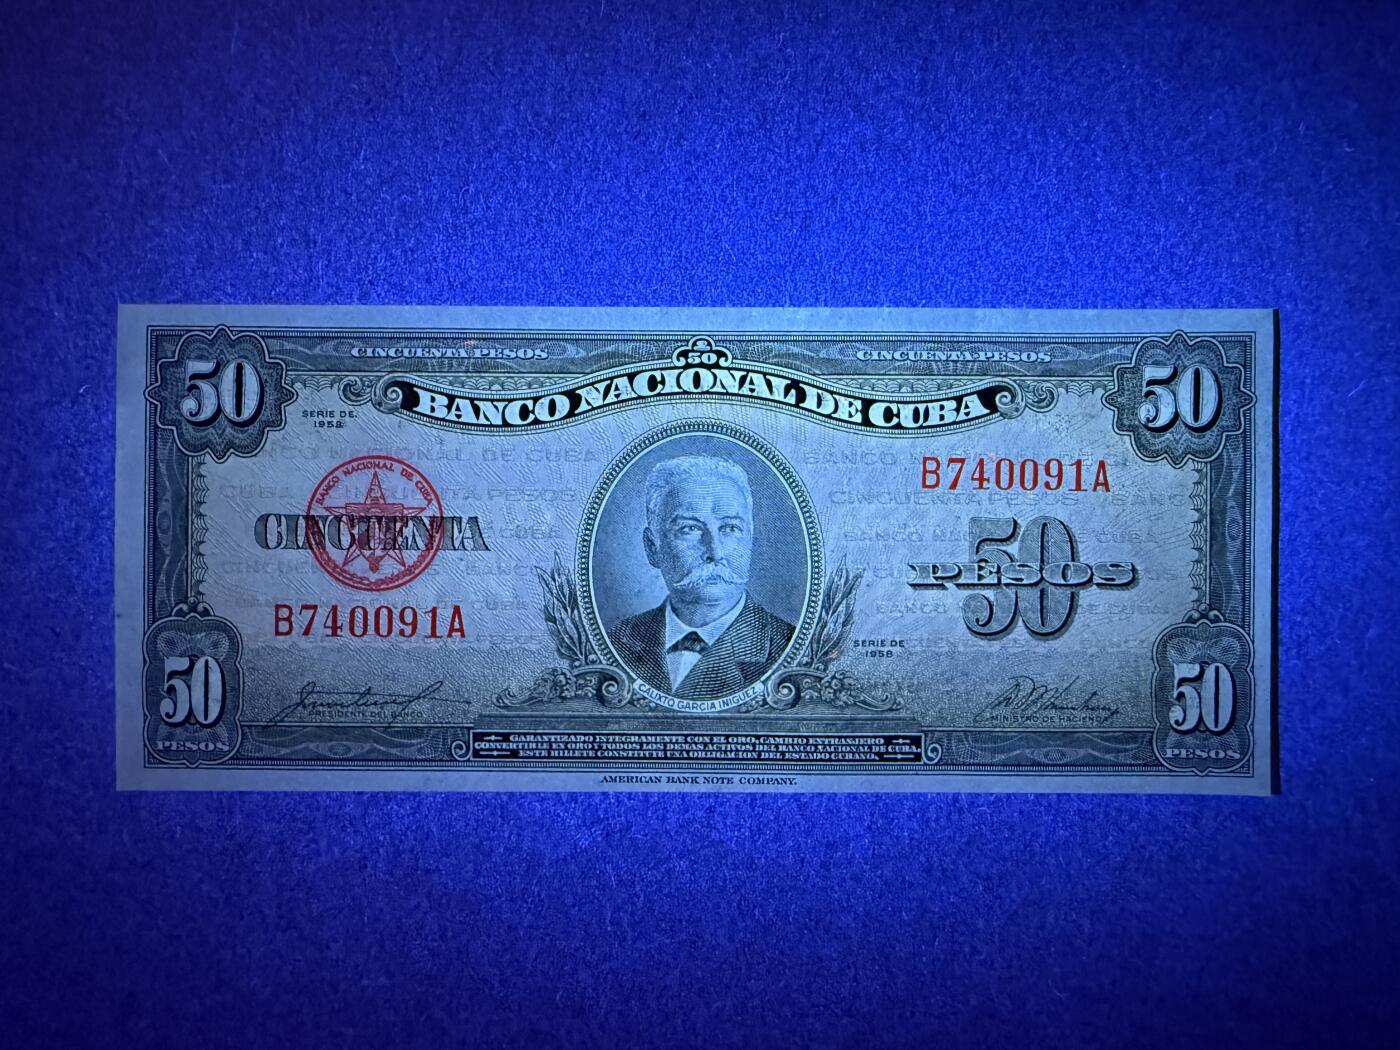 CINCUENTA PESOS
50
CINCUENTA PESOS
50
50
BANCO NACIONAL DE CUBA
SERIE DE
1958
BANCO NACIONAL DE CUBA
B740091A
CINCUENTA
50
PESOS
B740091A
SERIE DE
1958
CALIXTO GARCIA IÑIGUEZ
50
PESOS
50
PESOS
PRESIDENTE DEL BANCO
MINISTRO DE HACIENDA
GARANTIZADO INTEGRAMENTE CON EL ORO, CAMBIO EXTRANJERO
CONVERTIBLE EN ORO Y TODOS LOS DEMAS ACTIVOS DEL BANCO NACIONAL DE CUBA.
ESTE BILLETE CONSTITUYE UNA OBLIGACION DEL ESTADO CUBANO.
AMERICAN BANK NOTE COMPANY.